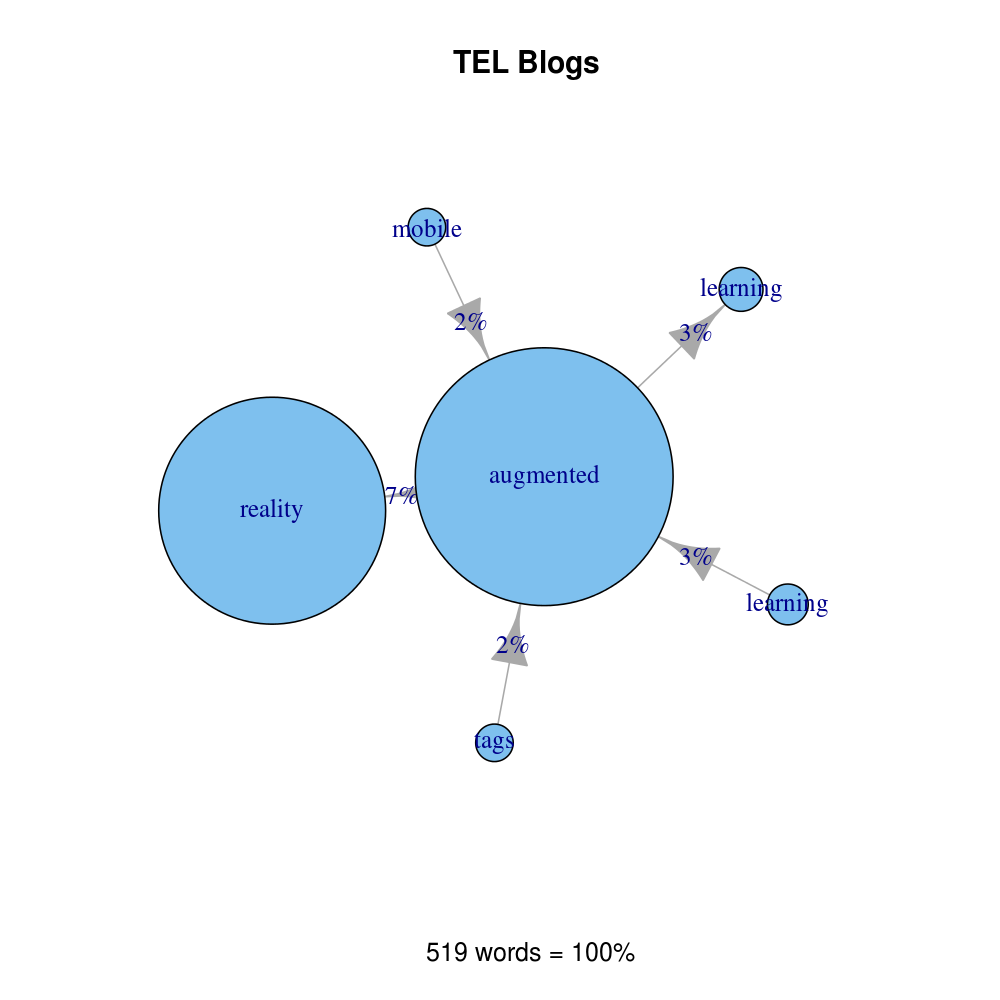 TEL Blogs
mobile
learning
2%
3%
augmented
7%
reality
3%
learning
2%
tags
519 words = 100%